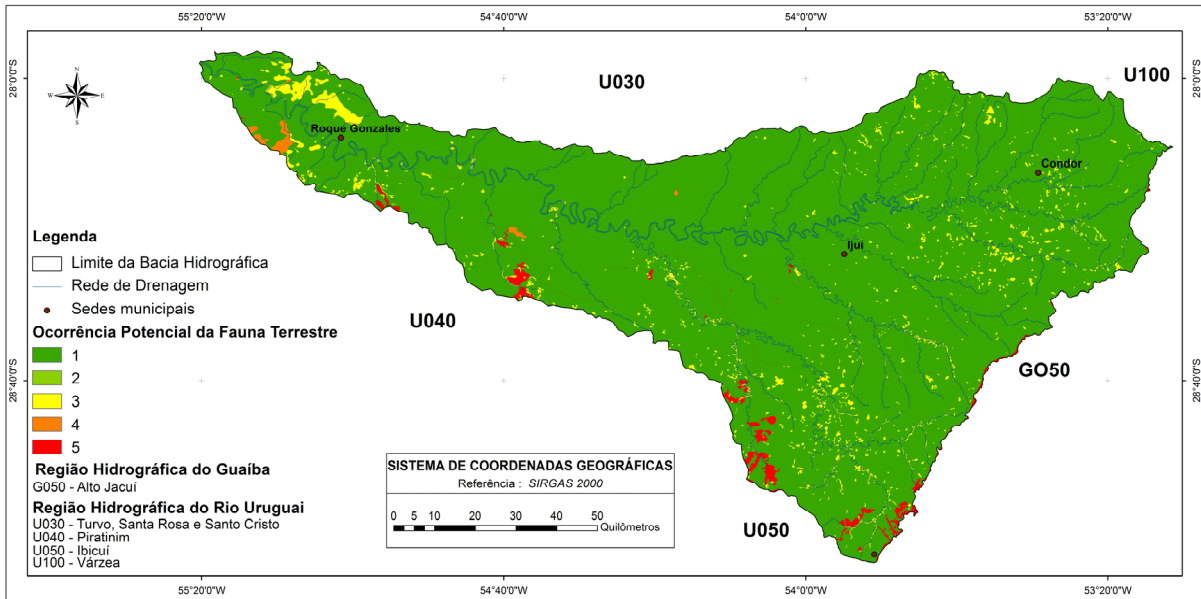 55°20'0"W
54°40'0"W
54°0'0"W
53°20'0"W
28°0'0"S
28°0'0"S
N
W
E
S
U030
U100
Roque Gonzales
Condor
Ijui
U040
GO50
U050
28°40'0"S
28°40'0"S
Legenda
Limite da Bacia Hidrográfica
Rede de Drenagem
Sedes municipais
Ocorrência Potencial da Fauna Terrestre
1
2
3
4
5
Região Hidrográfica do Guaíba
G050 - Alto Jacuí
Região Hidrográfica do Rio Uruguai
U030 - Turvo, Santa Rosa e Santo Cristo
U040 - Piratinim
U050 - Ibicuí
U100 - Várzea
SISTEMA DE COORDENADAS GEOGRÁFICAS
Referência : SIRGAS 2000
0 5 10 20 30 40 50
Quilômetros
55°20'0"W
54°40'0"W
54°0'0"W
53°20'0"W